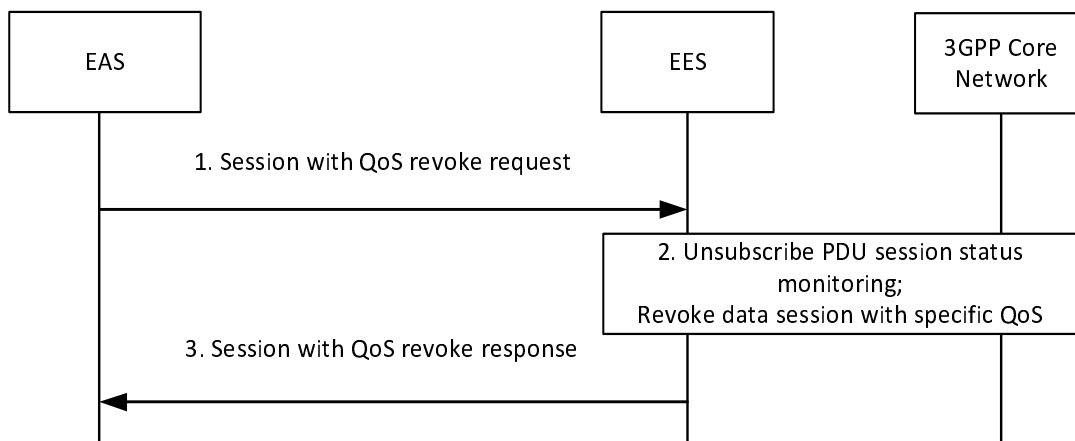 EAS
EES
3GPP Core
Network
1. Session with QoS revoke request
2. Unsubscribe PDU session status
monitoring;
Revoke data session with specific QoS
3. Session with QoS revoke response